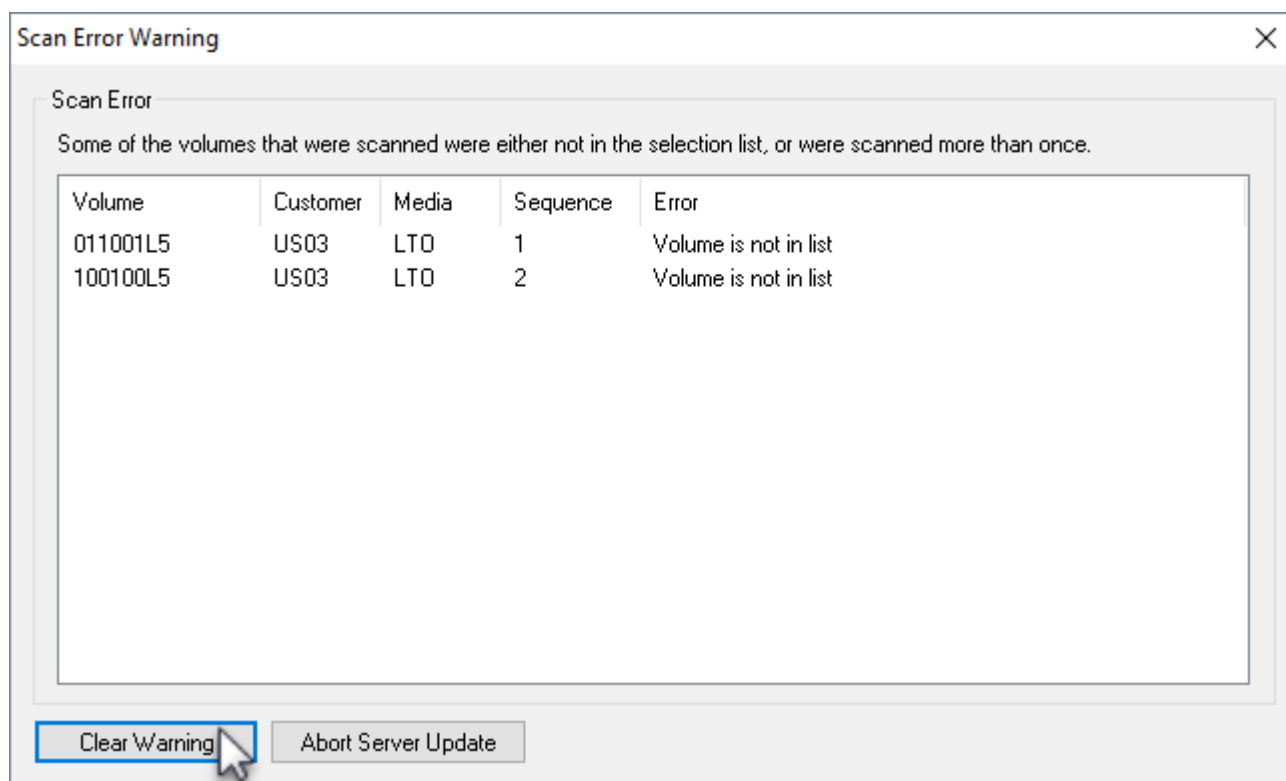 Scan Error Warning
Scan Error
Some of the volumes that were scanned were either not in the selection list, or were scanned more than once.
Volume Customer Media Sequence Error
011001L5 US03 LTO 1 Volume is not in list
100100L5 US03 LTO 2 Volume is not in list
Clear Warning Abort Server Update